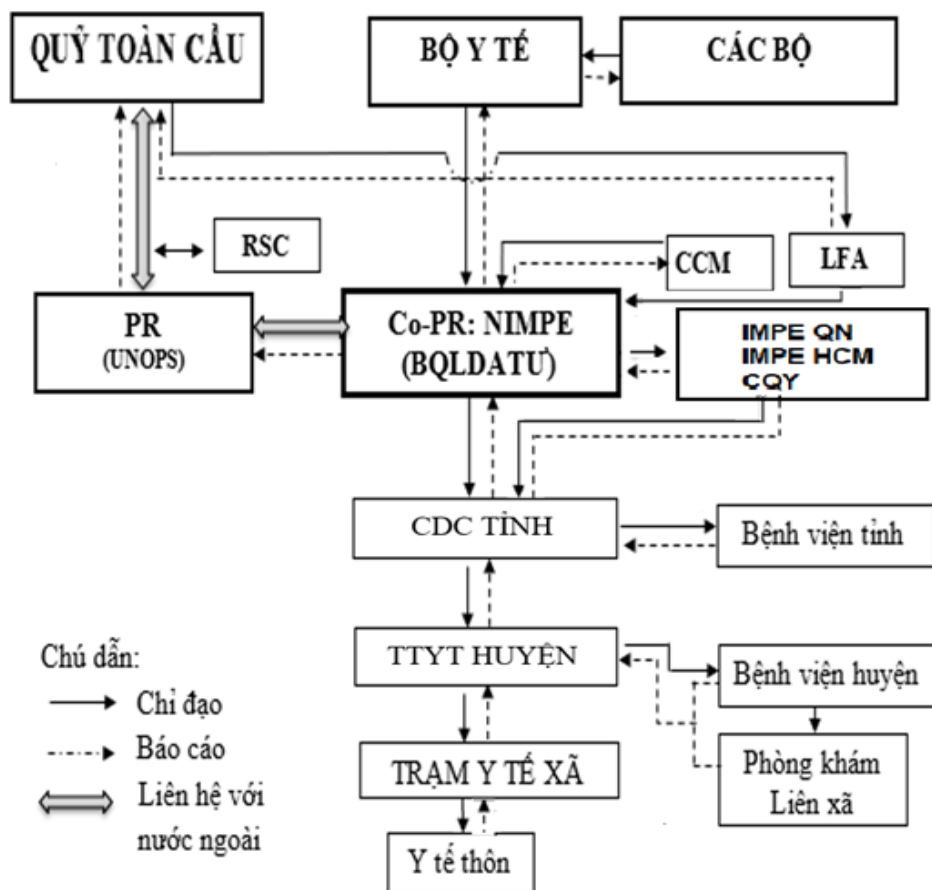 QUỸ TOÀN CẦU
BỘ Y TẾ
CÁC BỘ
RSC
CCM
LFA
PR
(UNOPS)
Co-PR: NIMPE
(BQLDATƯ)
IMPE QN
IMPE HCM
CQY
CDC TỈNH
Bệnh viện tỉnh
TTYT HUYỆN
Bệnh viện huyện
TRẠM Y TẾ XÃ
Phòng khám
Liên xã
Y tế thôn
Chú dẫn:
Chỉ đạo
Báo cáo
Liên hệ với
nước ngoài